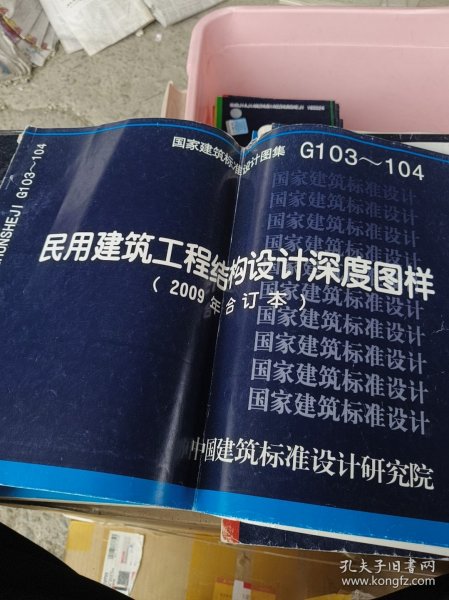 国家建筑标准设计图集 G103～104
ZHUNSHEJI G103～104
国家建筑标准设计
国家建筑标准设计
国家建筑标准设计
国家建筑标准设计
民用建筑工程结构设计深度图样
（2009年合订本）
国家建筑标准设计
国家建筑标准设计
国家建筑标准设计
国家建筑标准设计
国家建筑标准设计
中国建筑标准设计研究院
孔夫子旧书网
www.kongfz.com